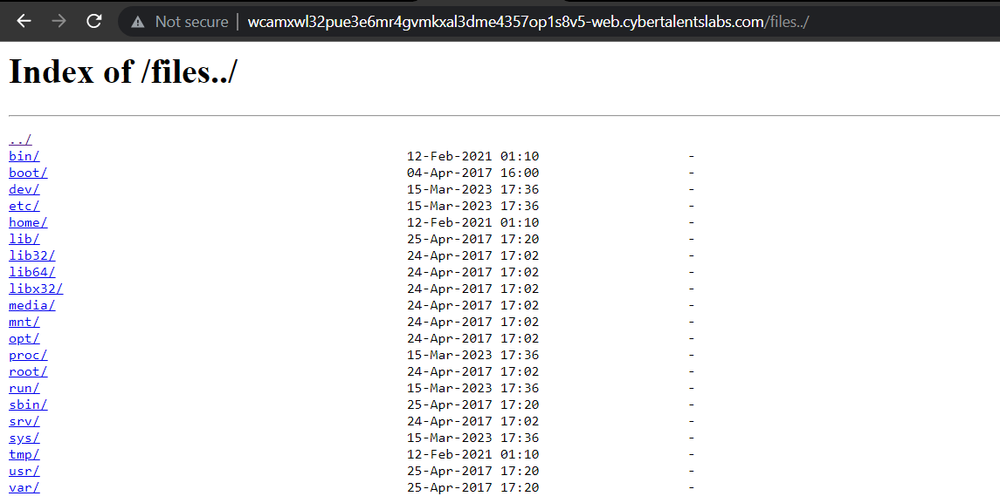 Not secure | wcamxwl32pue3e6mr4gvmkxal3dme4357op1s8v5-web.cybertalentslabs.com/files../
Index of /files../
../
bin/ 12-Feb-2021 01:10 -
boot/ 04-Apr-2017 16:00 -
dev/ 15-Mar-2023 17:36 -
etc/ 15-Mar-2023 17:36 -
home/ 12-Feb-2021 01:10 -
lib/ 25-Apr-2017 17:20 -
lib32/ 24-Apr-2017 17:02 -
lib64/ 24-Apr-2017 17:02 -
libx32/ 24-Apr-2017 17:02 -
media/ 24-Apr-2017 17:02 -
mnt/ 24-Apr-2017 17:02 -
opt/ 24-Apr-2017 17:02 -
proc/ 15-Mar-2023 17:36 -
root/ 24-Apr-2017 17:02 -
run/ 15-Mar-2023 17:36 -
sbin/ 25-Apr-2017 17:20 -
srv/ 24-Apr-2017 17:02 -
sys/ 15-Mar-2023 17:36 -
tmp/ 12-Feb-2021 01:10 -
usr/ 25-Apr-2017 17:20 -
var/ 25-Apr-2017 17:20 -